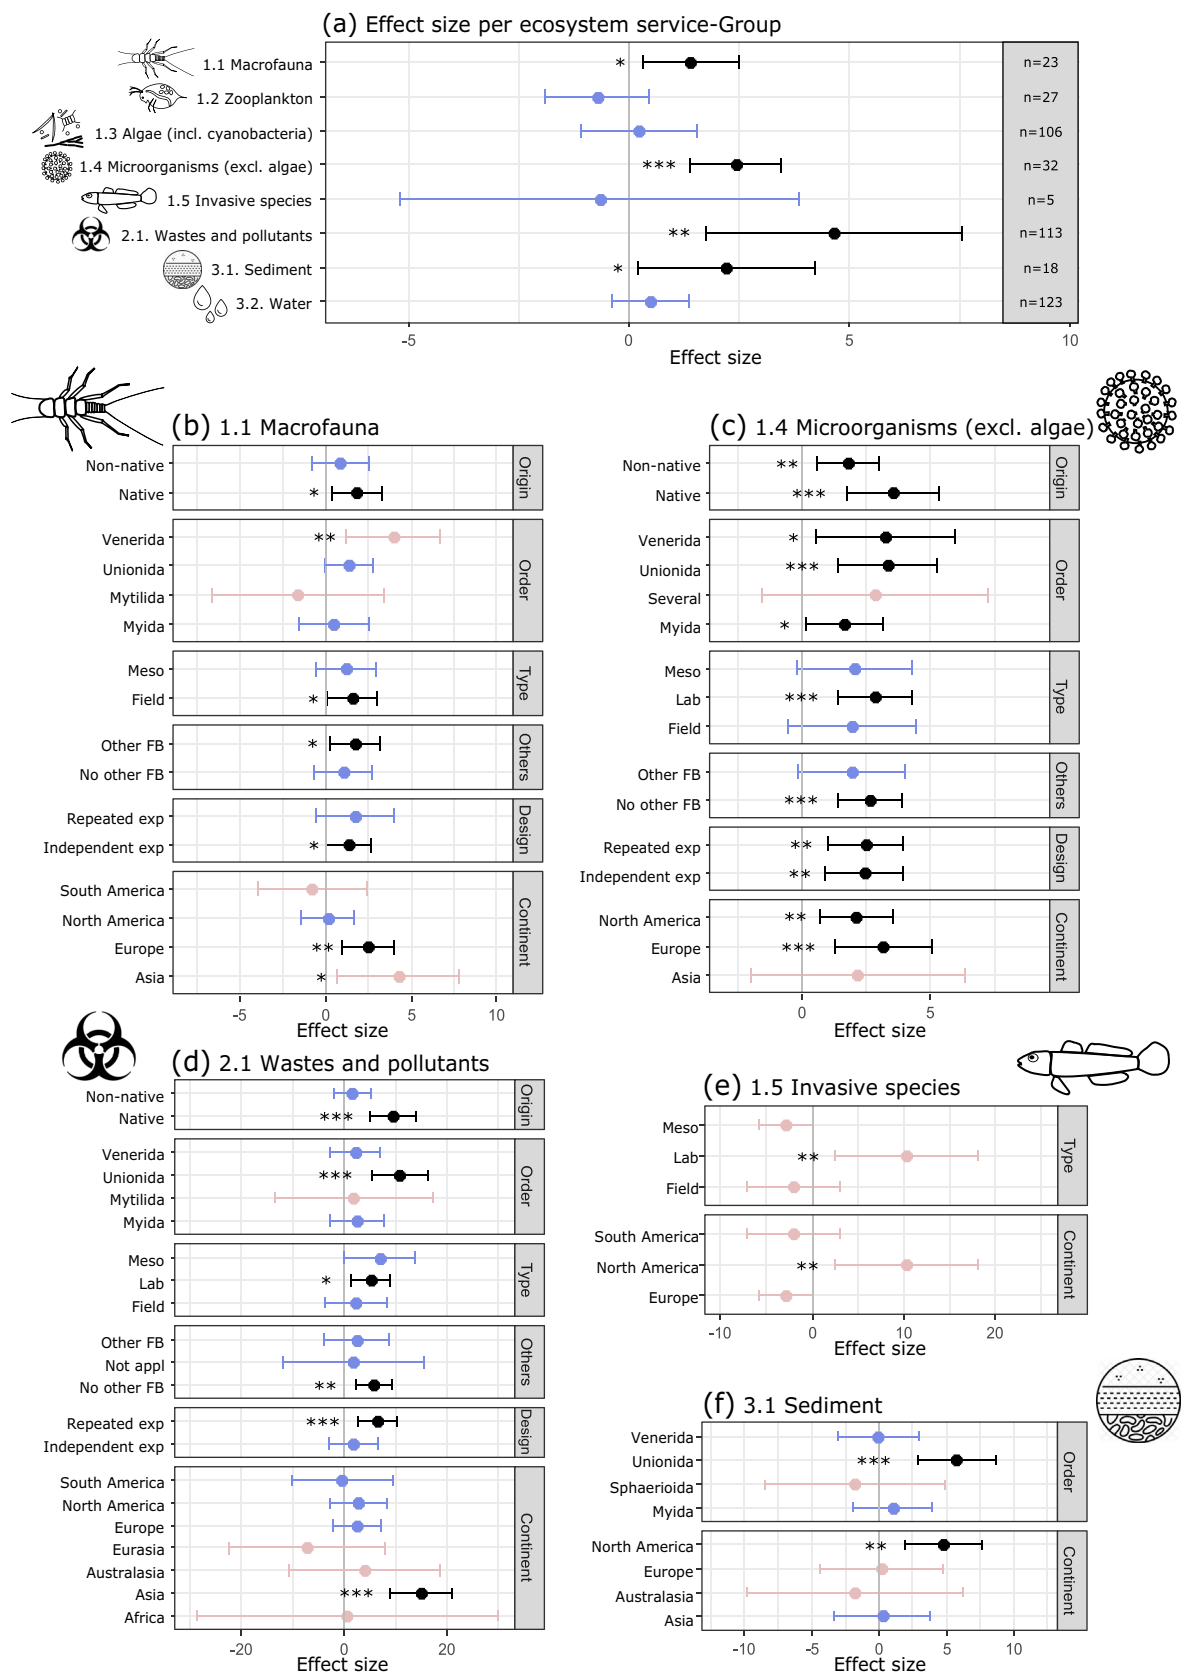 (a) Effect size per ecosystem service-Group
1.1 Macrofauna * n=23
1.2 Zooplankton n=27
1.3 Algae (incl. cyanobacteria) n=106
1.4 Microorganisms (excl. algae) *** n=32
1.5 Invasive species n=5
2.1. Wastes and pollutants ** n=113
3.1. Sediment * n=18
3.2. Water n=123
-5 0 5 10
Effect size
(b) 1.1 Macrofauna
Non-native
Native *
Origin
Venerida **
Unionida
Mytilida
Myida
Order
Meso
Field *
Type
Other FB *
No other FB
Others
Repeated exp
Independent exp *
Design
South America
North America
Europe **
Asia *
Continent
-5 0 5 10
Effect size
(c) 1.4 Microorganisms (excl. algae)
Non-native **
Native ***
Origin
Venerida *
Unionida ***
Several
Myida *
Order
Meso
Lab ***
Field
Type
Other FB
No other FB ***
Others
Repeated exp **
Independent exp **
Design
North America **
Europe ***
Asia
Continent
0 5
Effect size
(d) 2.1 Wastes and pollutants
Non-native
Native ***
Origin
Venerida
Unionida ***
Mytilida
Myida
Order
Meso
Lab *
Field
Type
Other FB
Not appl
No other FB **
Others
Repeated exp ***
Independent exp
Design
South America
North America
Europe
Eurasia
Australasia
Asia ***
Africa
Continent
-20 0 20
Effect size
(e) 1.5 Invasive species
Meso
Lab **
Field
Type
South America
North America **
Europe
Continent
-10 0 10 20
Effect size
(f) 3.1 Sediment
Venerida
Unionida ***
Sphaerioida
Myida
Order
North America **
Europe
Australasia
Asia
Continent
-10 -5 0 5 10
Effect size